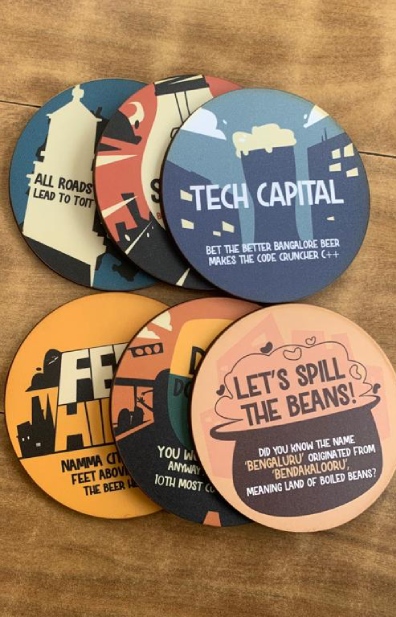 ALL ROADS
LEAD TO TOIT
TECH CAPITAL
BET THE BETTER BANGALORE BEER
MAKES THE CODE CRUNCHER C++
NAMMA
FEET
THE BEER
YOU
ANYWAY
10TH MOST
LET'S SPILL
THE BEANS!
DID YOU KNOW THE NAME
'BENGALURU' ORIGINATED FROM
'BENDAKALOORU',
MEANING LAND OF BOILED BEANS?